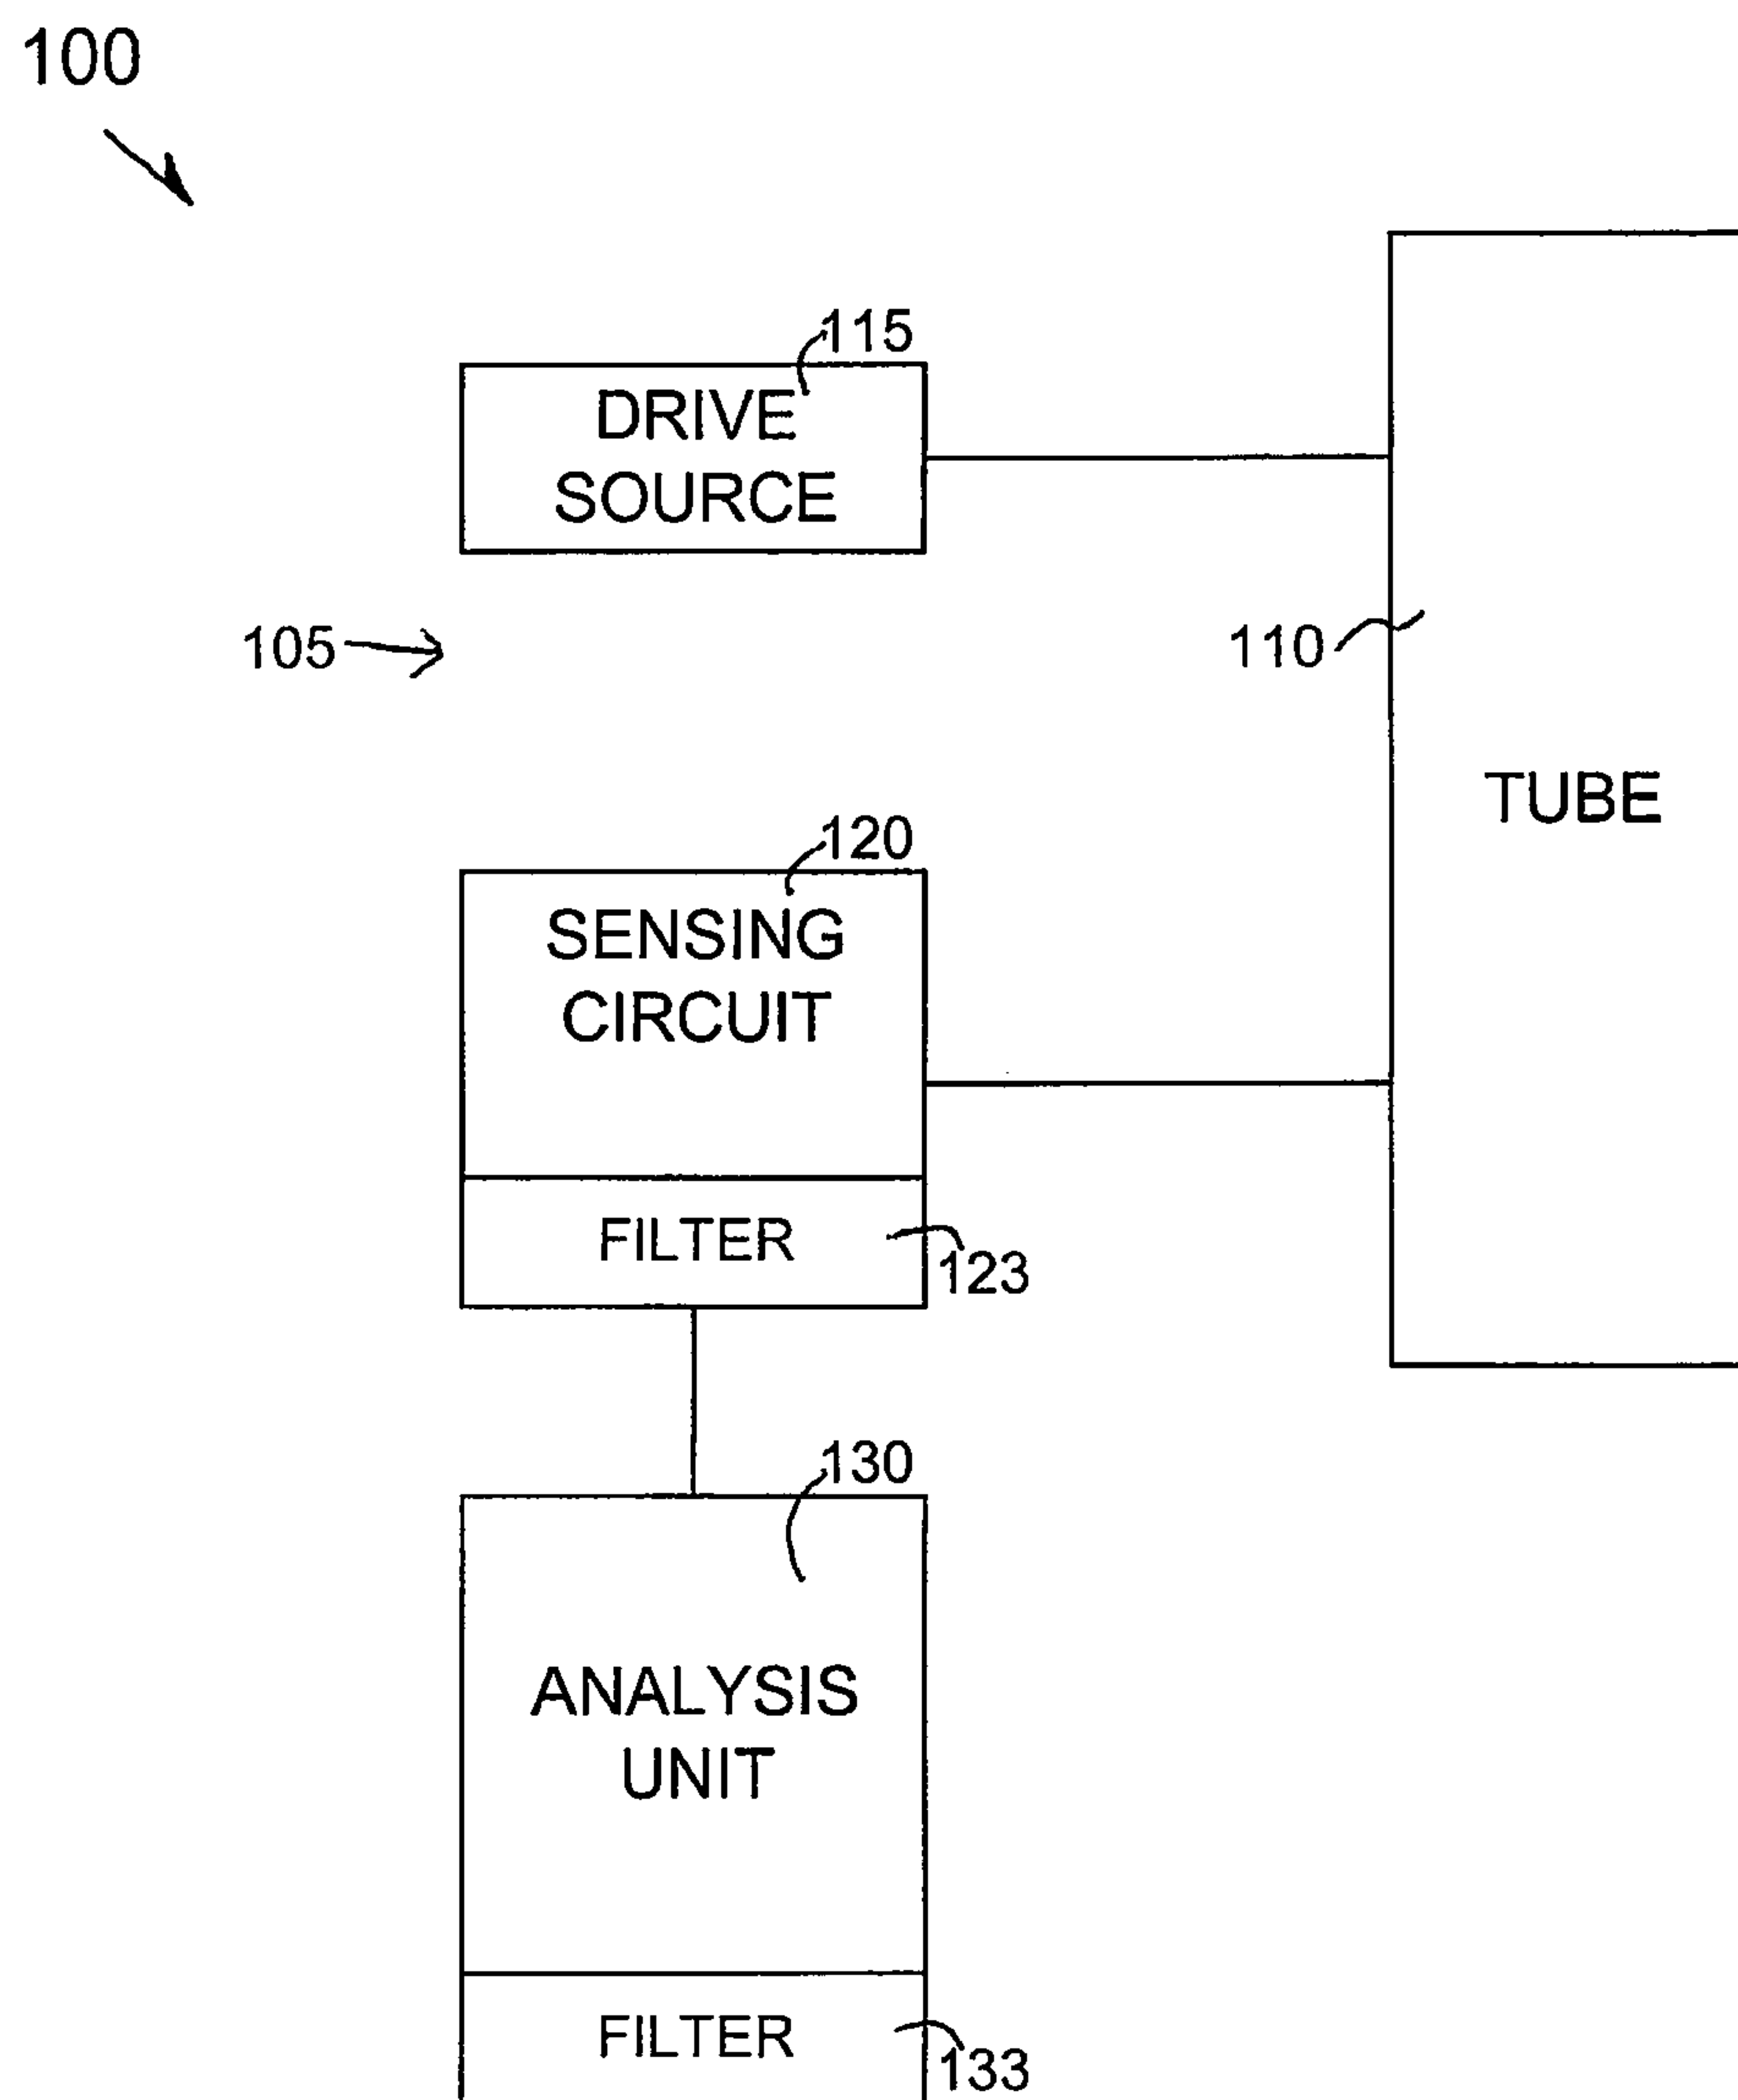 100
115
DRIVE
SOURCE
105
110
TUBE
120
SENSING
CIRCUIT
FILTER
123
130
ANALYSIS
UNIT
FILTER
133